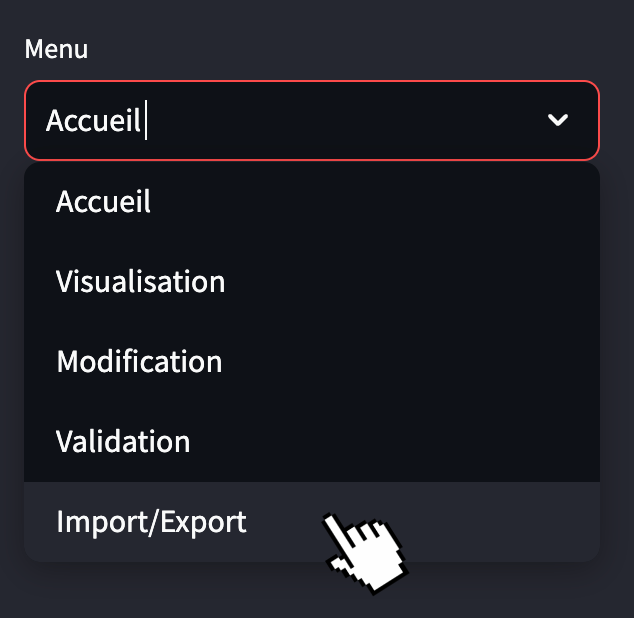 Menu
Accueil
Accueil
Visualisation
Modification
Validation
Import/Export